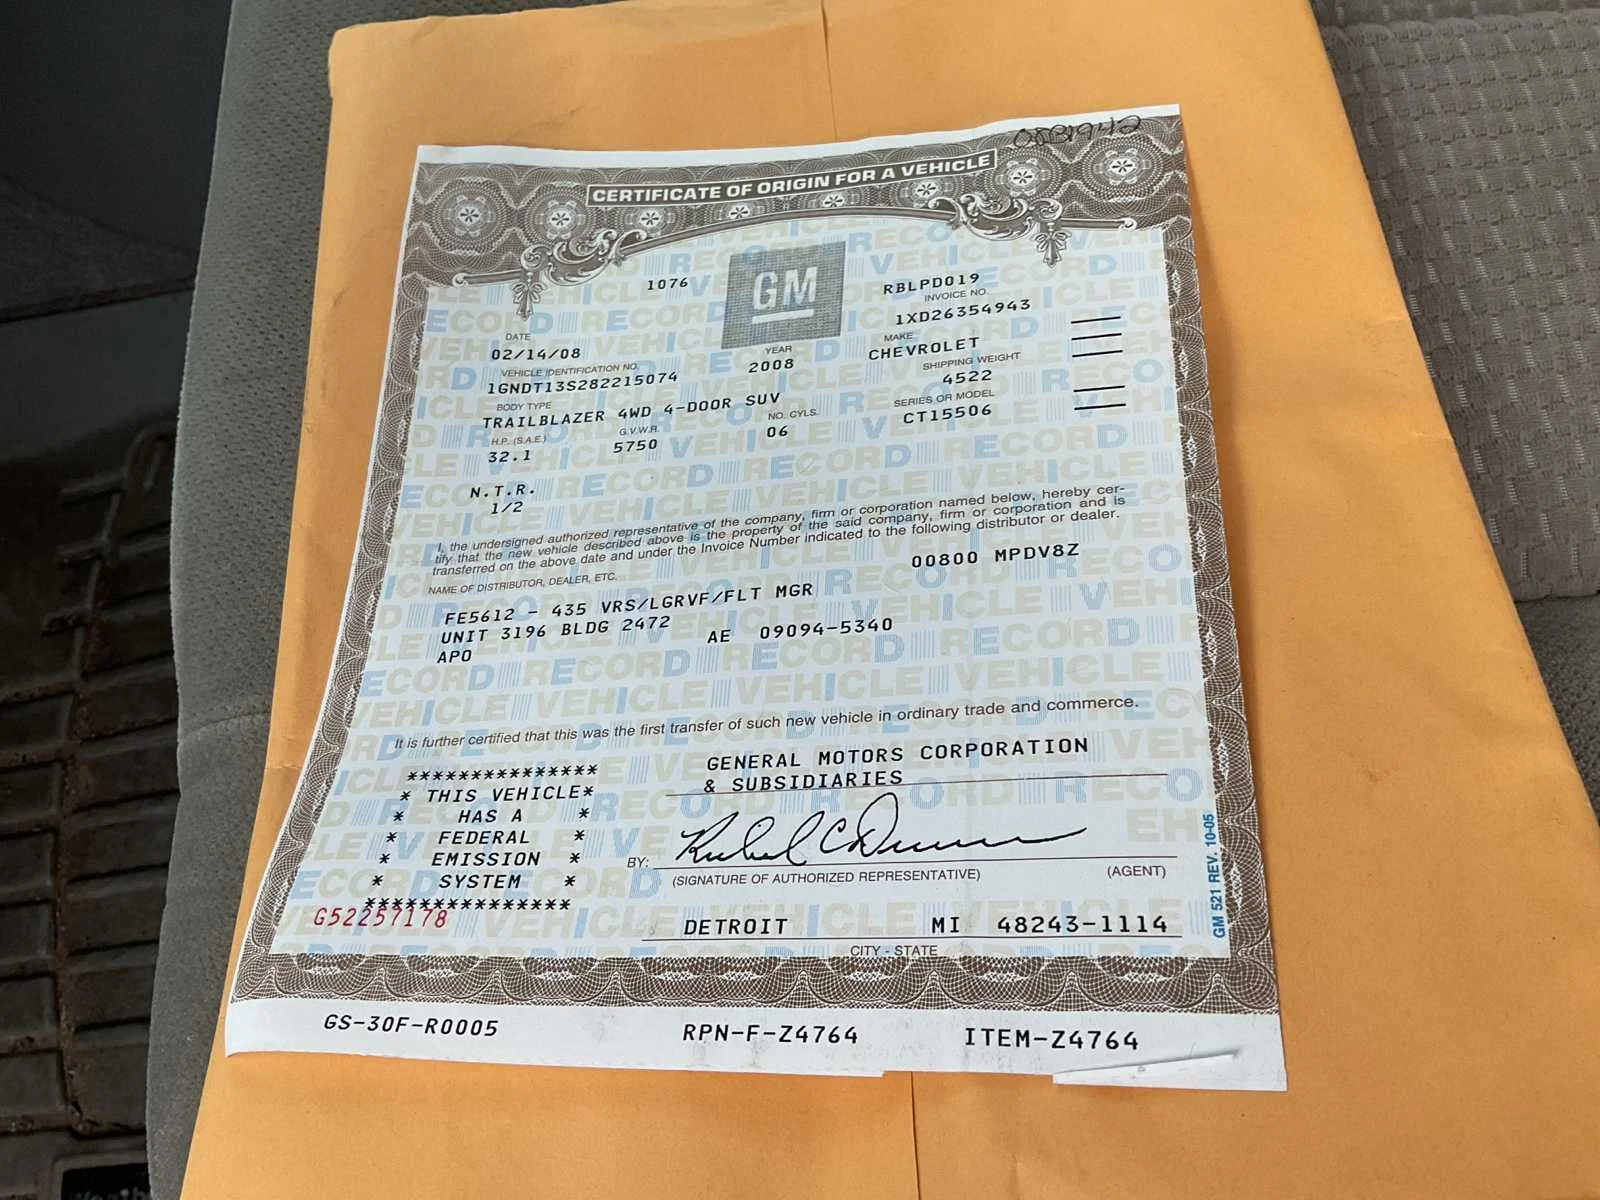 08B1942
CERTIFICATE OF ORIGIN FOR A VEHICLE
1076
GM
RBLPD019
INVOICE NO.
1XD26354943
DATE
02/14/08
YEAR
2008
MAKE
CHEVROLET
VEHICLE IDENTIFICATION NO.
1GNDT13S282215074
SHIPPING WEIGHT
4522
BODY TYPE
TRAILBLAZER 4WD 4-DOOR SUV
NO. CYLS.
06
SERIES OR MODEL
CT15506
H.P. (S.A.E.)
32.1
G.V.W.R.
5750
N.T.R.
1/2
I, the undersigned authorized representative of the company, firm or corporation named below, hereby cer-
tify that the new vehicle described above is the property of the said company, firm or corporation and is
transferred on the above date and under the Invoice Number indicated to the following distributor or dealer.
NAME OF DISTRIBUTOR, DEALER, ETC.
00800 MPDV8Z
FE5612 - 435 VRS/LGRVF/FLT MGR
UNIT 3196 BLDG 2472
APO AE 09094-5340
It is further certified that this was the first transfer of such new vehicle in ordinary trade and commerce.
GENERAL MOTORS CORPORATION
& SUBSIDIARIES
***************
* THIS VEHICLE*
* HAS A *
* FEDERAL *
* EMISSION *
* SYSTEM *
***************
G52257178
BY:
(SIGNATURE OF AUTHORIZED REPRESENTATIVE) (AGENT)
DETROIT MI 48243-1114
CITY - STATE
GM 521 REV. 10-05
GS-30F-R0005 RPN-F-Z4764 ITEM-Z4764